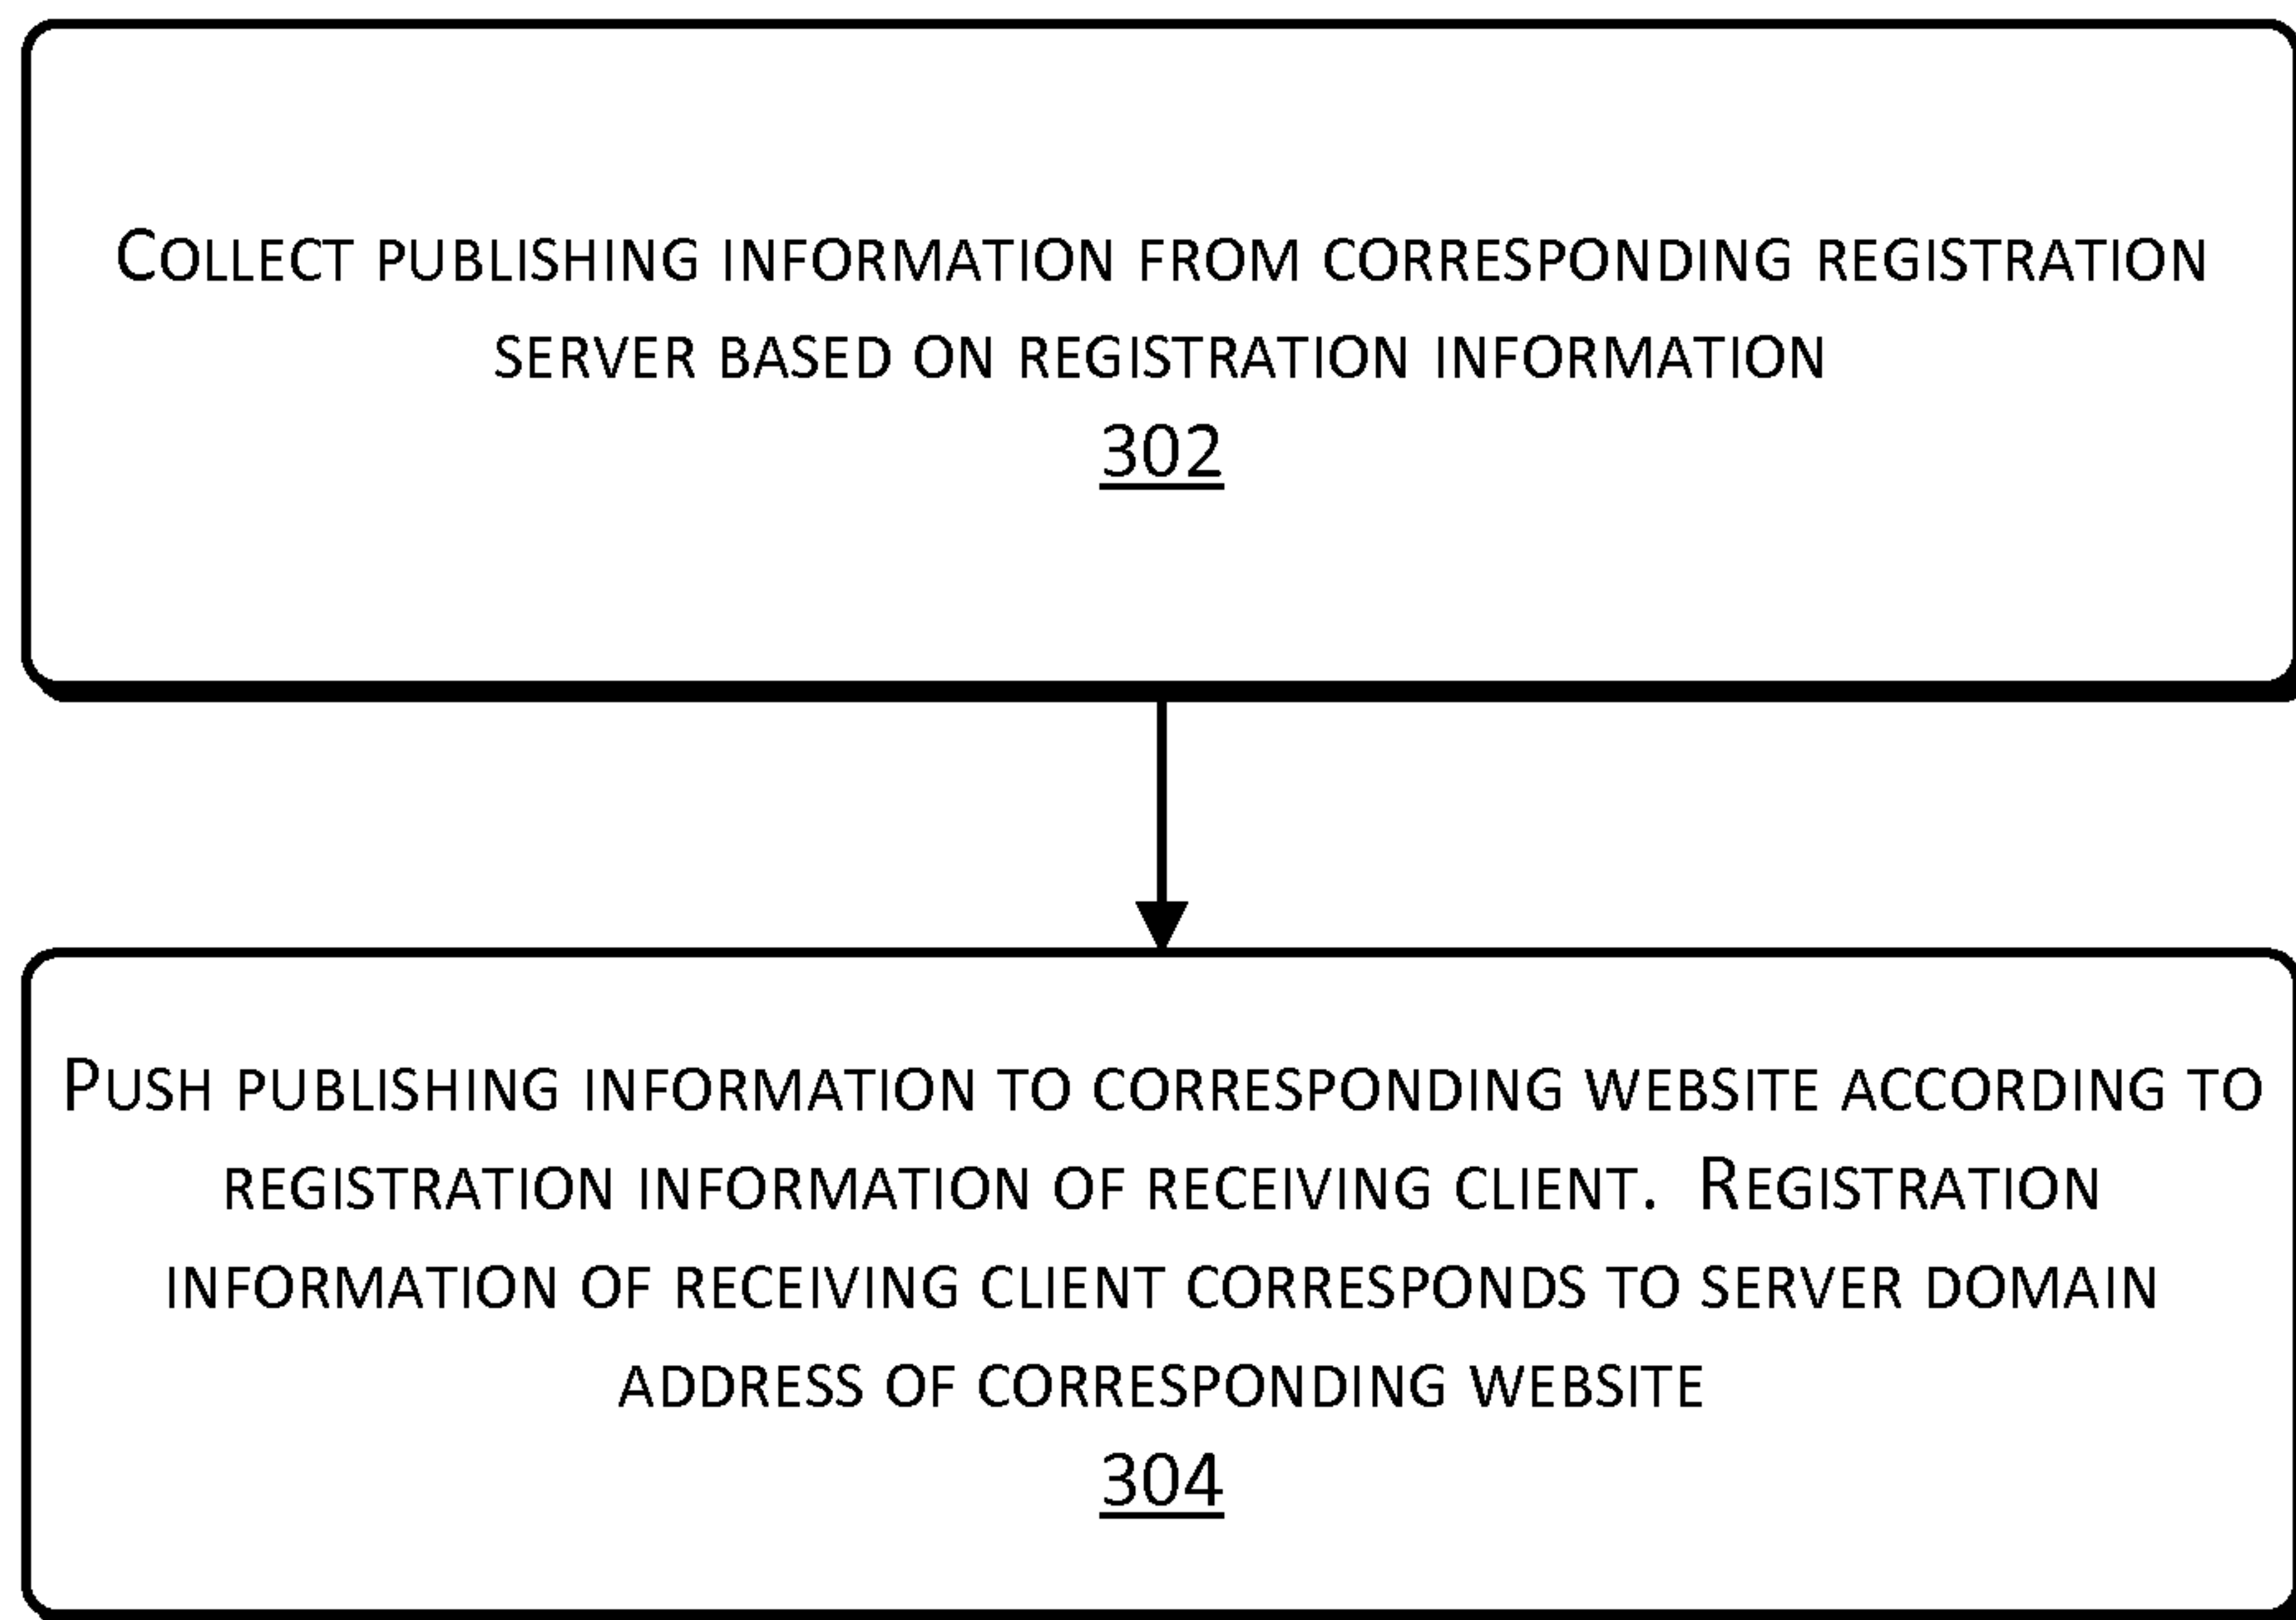 Collect publishing information from corresponding registration
server based on registration information
302
Push publishing information to corresponding website according to
registration information of receiving client. Registration
information of receiving client corresponds to server domain
address of corresponding website
304